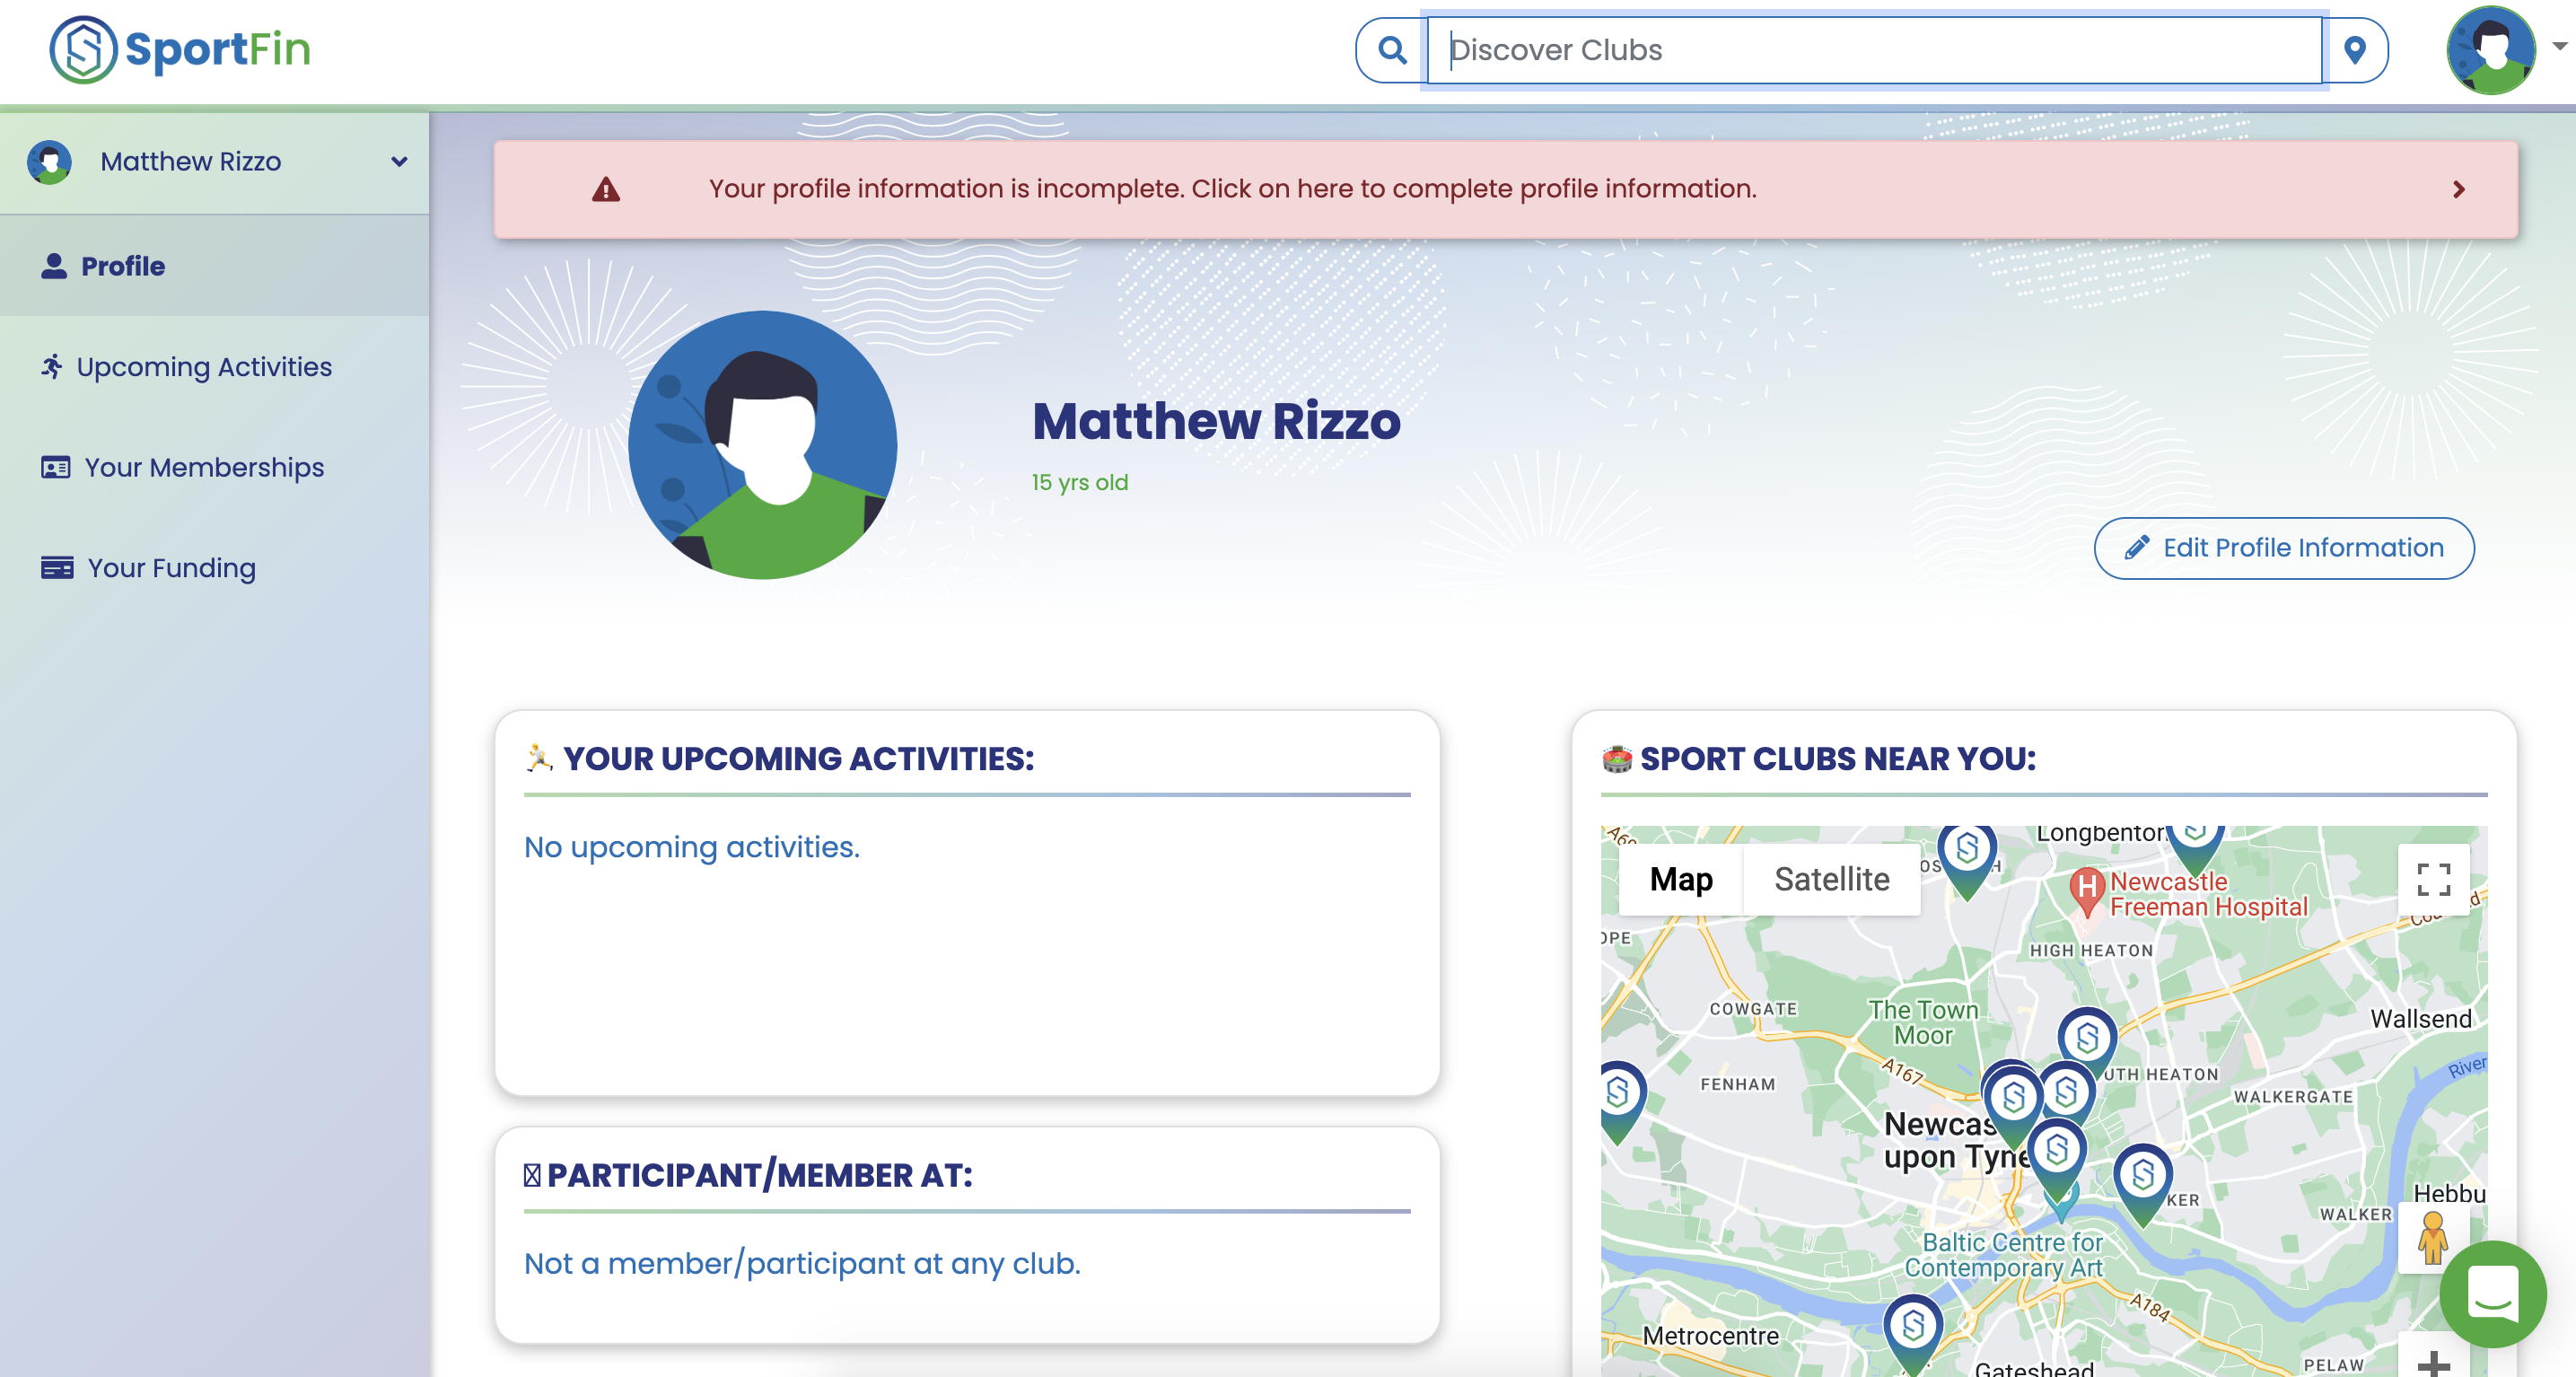 SportFin
Discover Clubs
Matthew Rizzo
Profile
Upcoming Activities
Your Memberships
Your Funding
Your profile information is incomplete. Click on here to complete profile information.
Matthew Rizzo
15 yrs old
Edit Profile Information
YOUR UPCOMING ACTIVITIES:
No upcoming activities.
PARTICIPANT/MEMBER AT:
Not a member/participant at any club.
SPORT CLUBS NEAR YOU:
Map
Satellite
Longbenton
H
Newcastle
Freeman Hospital
HIGH HEATON
COWGATE
The Town
Moor
Wallsend
A167
FENHAM
UTH HEATON
WALKERGATE
River
Newcas
upon Tyne
KER
WALKER
Hebbu
Baltic Centre for
Contemporary Art
A184
Metrocentre
Gateshead
PELAW